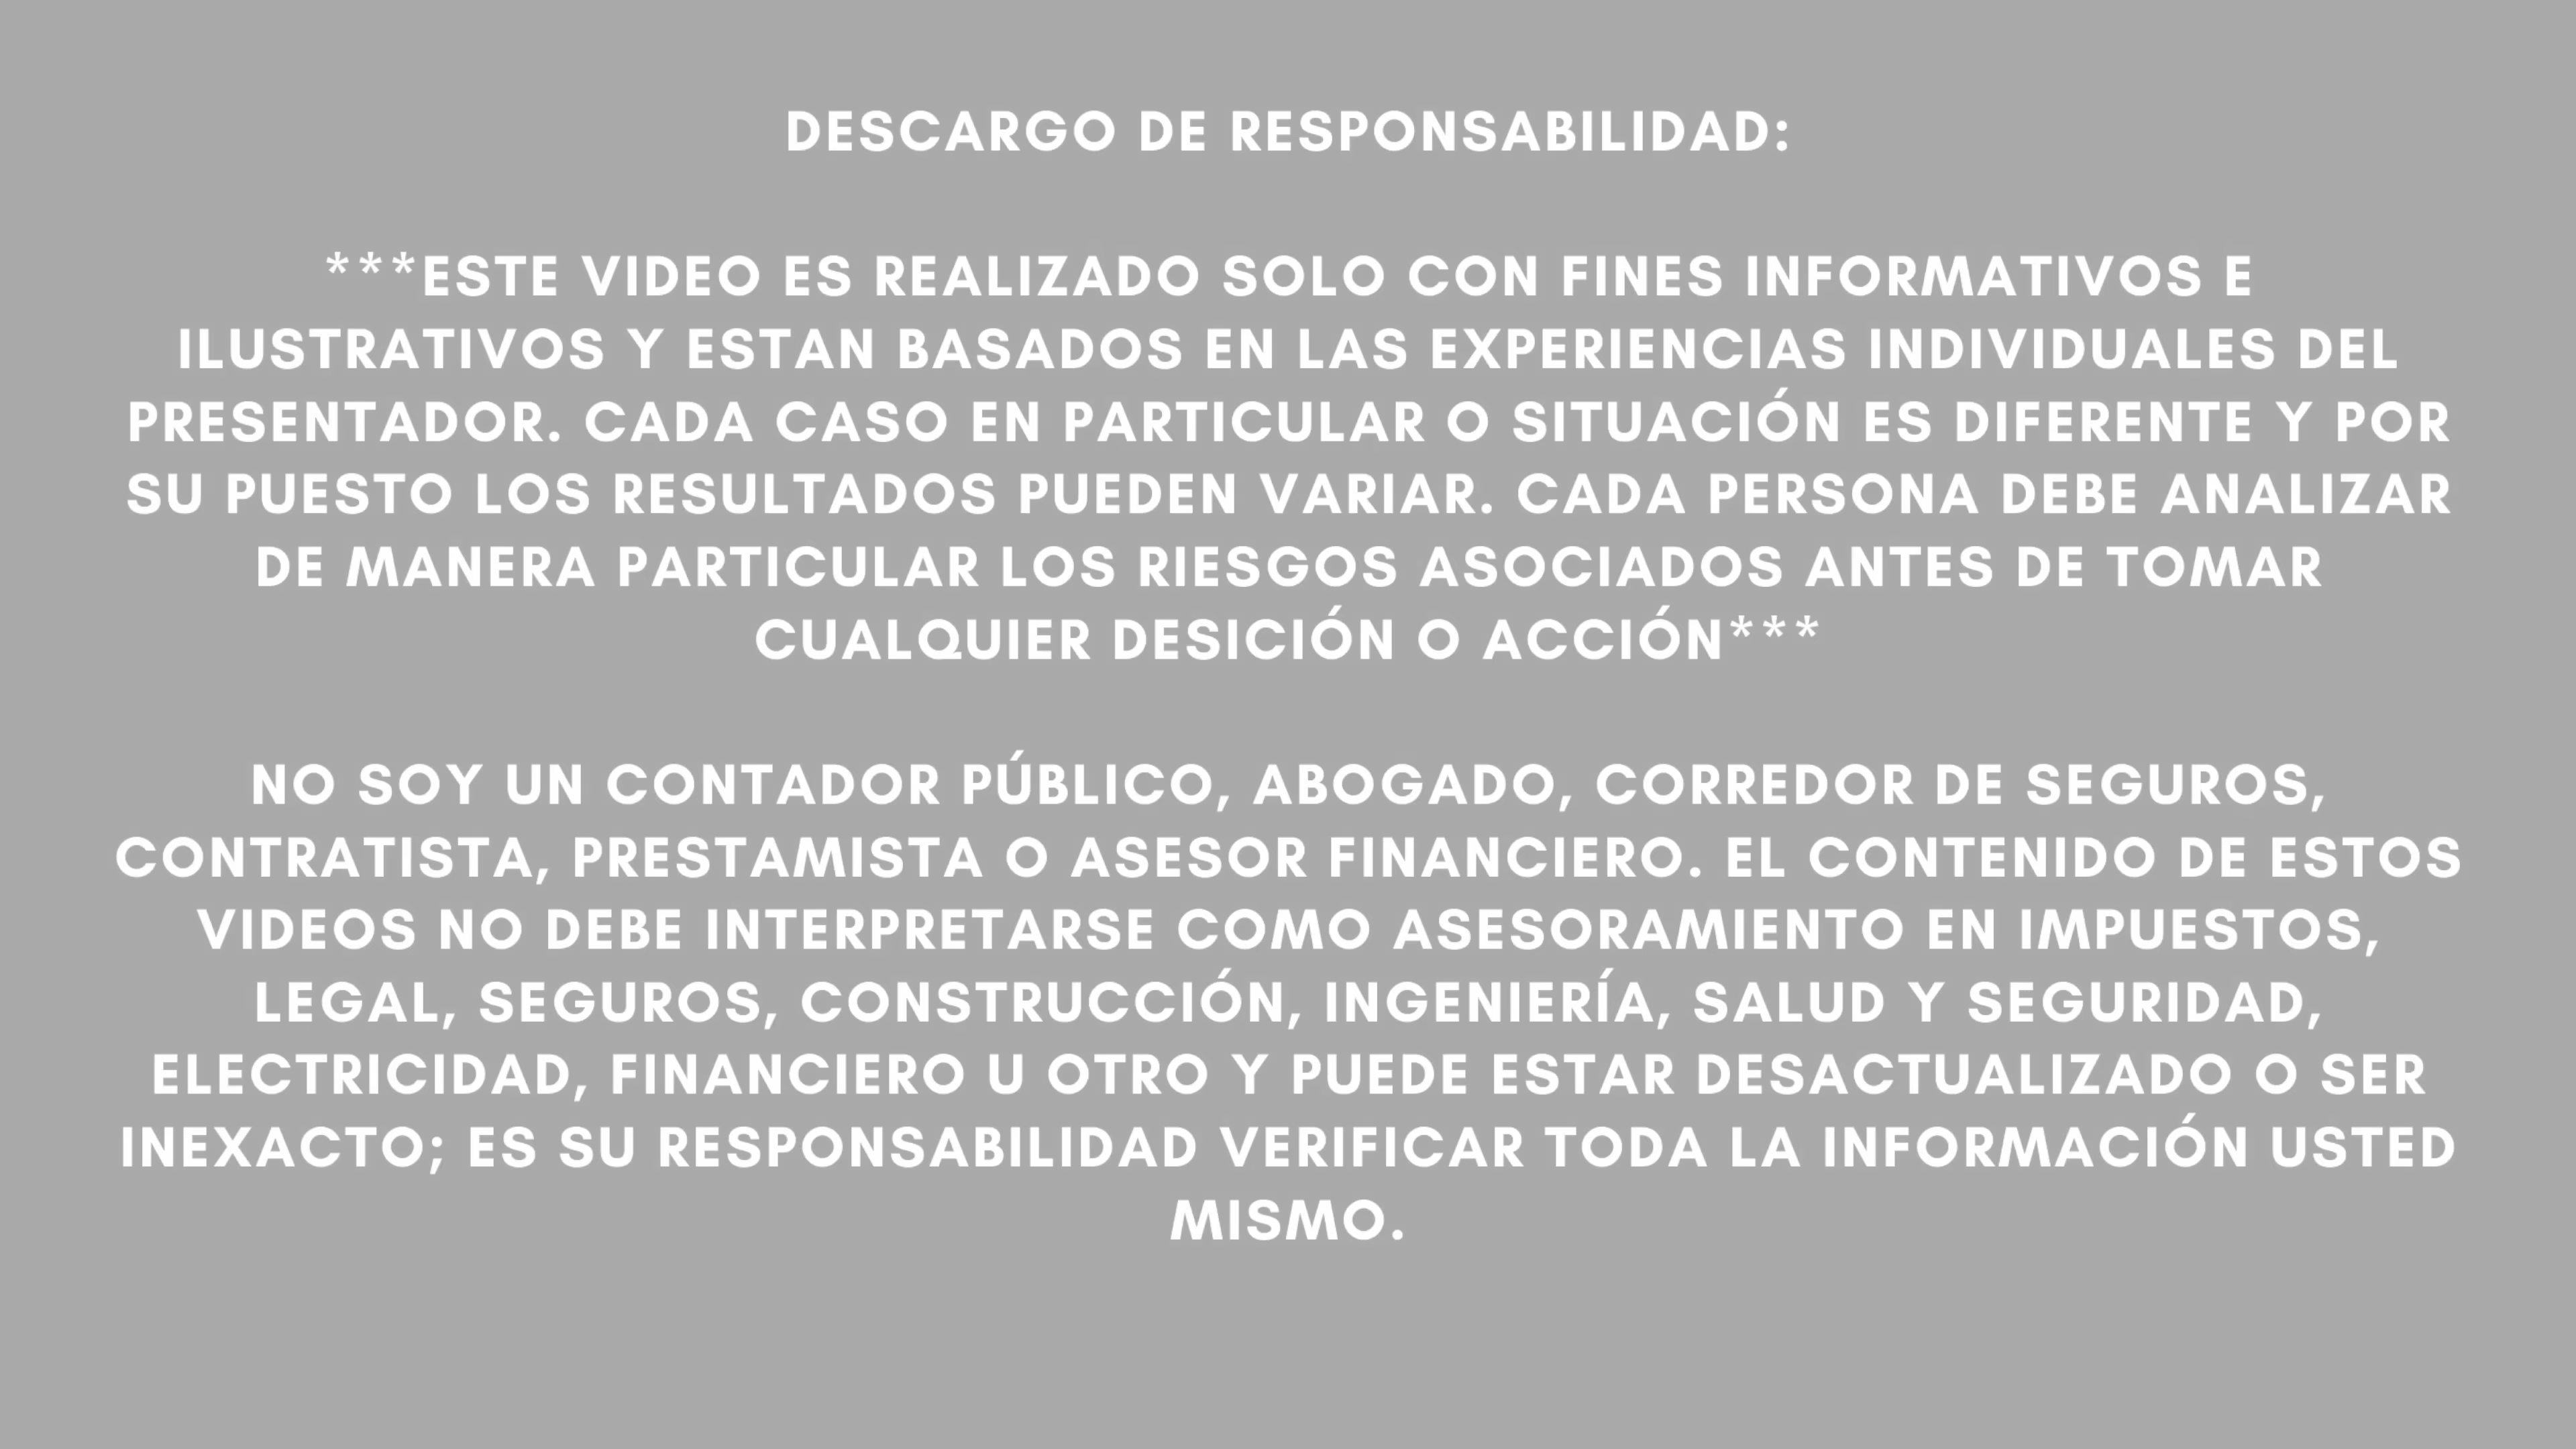 DESCARGO DE RESPONSABILIDAD:
***ESTE VIDEO ES REALIZADO SOLO CON FINES INFORMATIVOS E
ILUSTRATIVOS Y ESTAN BASADOS EN LAS EXPERIENCIAS INDIVIDUALES DEL
PRESENTADOR. CADA CASO EN PARTICULAR O SITUACIÓN ES DIFERENTE Y POR
SU PUESTO LOS RESULTADOS PUEDEN VARIAR. CADA PERSONA DEBE ANALIZAR
DE MANERA PARTICULAR LOS RIESGOS ASOCIADOS ANTES DE TOMAR
CUALQUIER DESICIÓN O ACCIÓN***
NO SOY UN CONTADOR PÚBLICO, ABOGADO, CORREDOR DE SEGUROS,
CONTRATISTA, PRESTAMISTA O ASESOR FINANCIERO. EL CONTENIDO DE ESTOS
VIDEOS NO DEBE INTERPRETARSE COMO ASESORAMIENTO EN IMPUESTOS,
LEGAL, SEGUROS, CONSTRUCCIÓN, INGENIERÍA, SALUD Y SEGURIDAD,
ELECTRICIDAD, FINANCIERO U OTRO Y PUEDE ESTAR DESACTUALIZADO O SER
INEXACTO; ES SU RESPONSABILIDAD VERIFICAR TODA LA INFORMACIÓN USTED
MISMO.